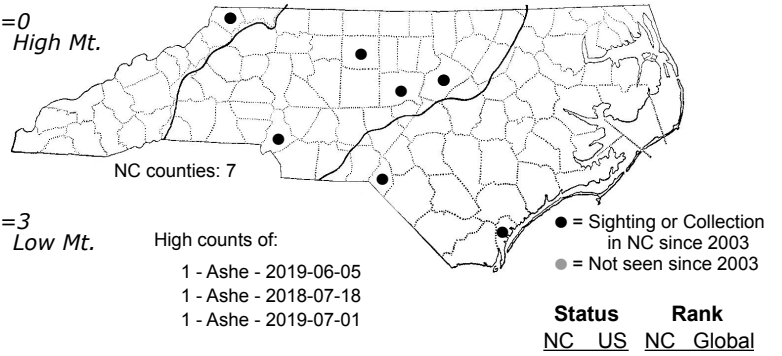 =0
High Mt.
NC counties: 7
=3
Low Mt.
High counts of:
1 - Ashe - 2019-06-05
1 - Ashe - 2018-07-18
1 - Ashe - 2019-07-01
● = Sighting or Collection
in NC since 2003
● = Not seen since 2003
Status Rank
NC US NC Global